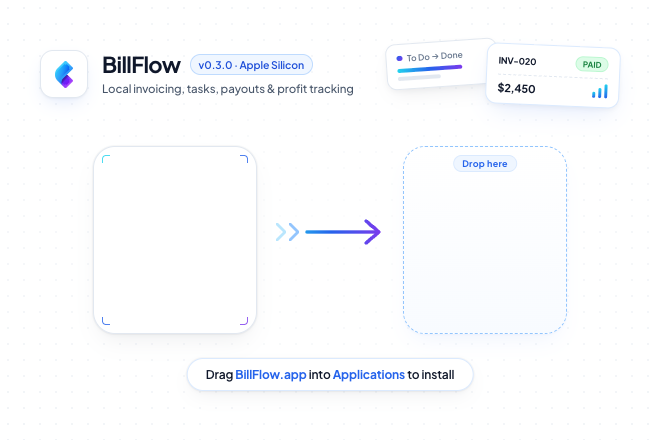 BillFlow
v0.3.0 · Apple Silicon
Local invoicing, tasks, payouts & profit tracking
To Do → Done
INV-020
PAID
$2,450
Drop here
Drag BillFlow.app into Applications to install